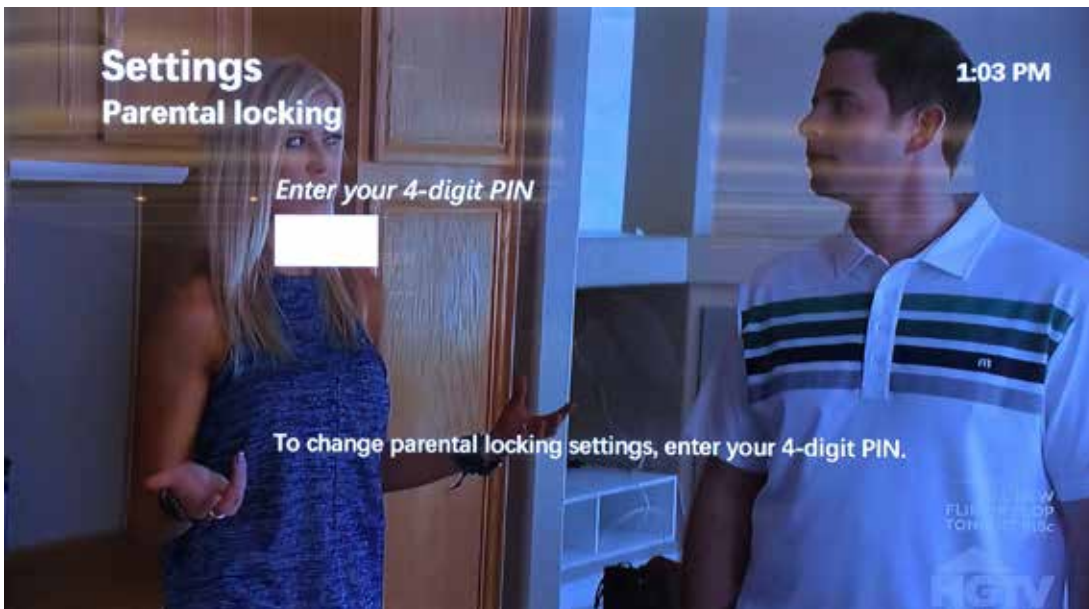 Settings
1:03 PM
Parental locking
Enter your 4-digit PIN
To change parental locking settings, enter your 4-digit PIN.
HGTV